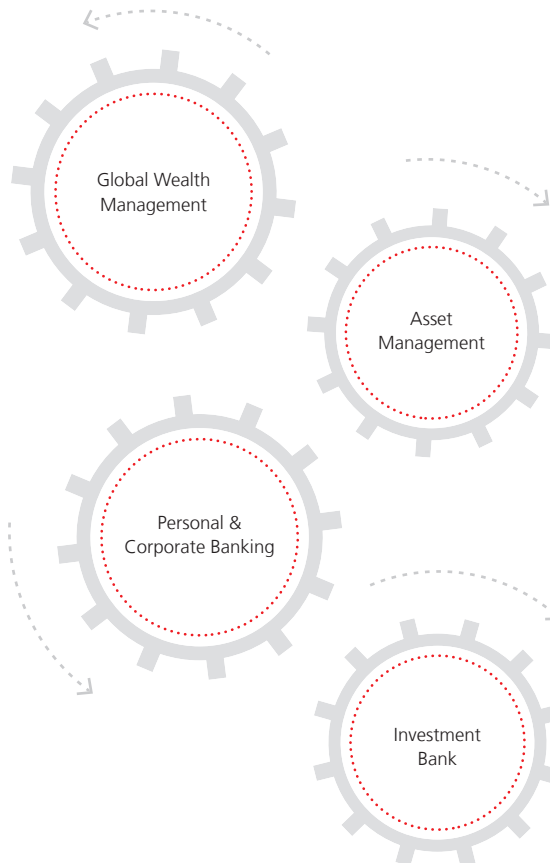 Global Wealth
Management
Asset
Management
Personal &
Corporate Banking
Investment
Bank